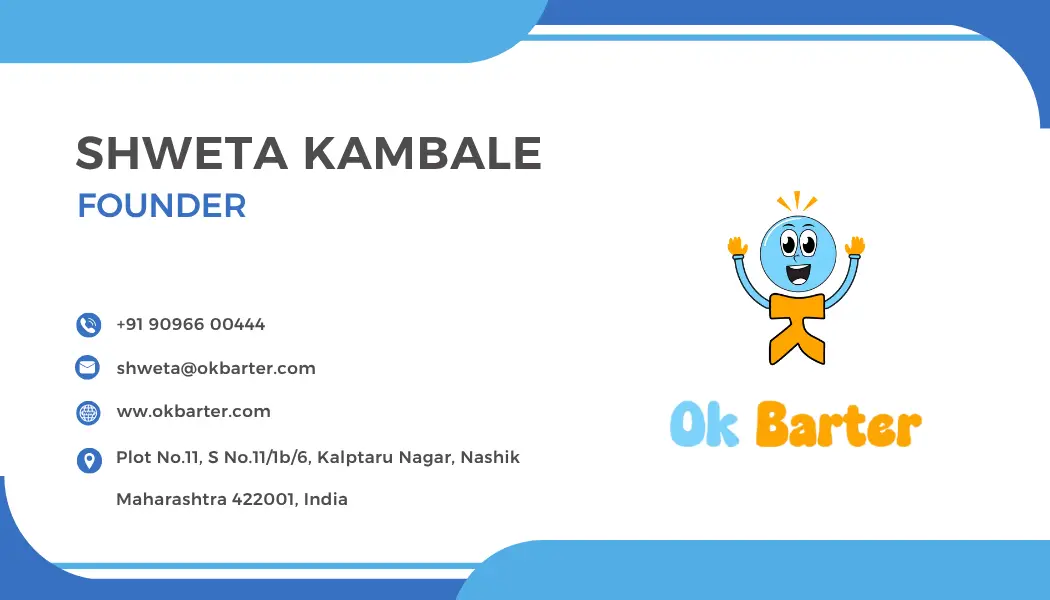 SHWETA KAMBALE
FOUNDER
+91 90966 00444
shweta@okbarter.com
ww.okbarter.com
Plot No.11, S No.11/1b/6, Kalptaru Nagar, Nashik
Maharashtra 422001, India
Ok Barter